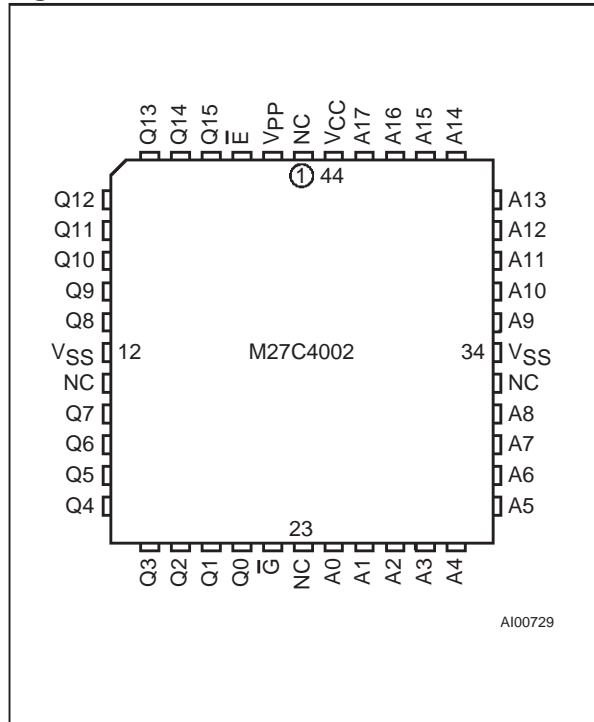 Q13 Q14 Q15 E VPP NC VCC A17 A16 A15 A14
1 44
Q12 A13
Q11 A12
Q10 A11
Q9 A10
Q8 A9
VSS 12 M27C4002 34 VSS
NC NC
Q7 A8
Q6 A7
Q5 A6
Q4 A5
23
Q3 Q2 Q1 Q0 G NC A0 A1 A2 A3 A4
AI00729